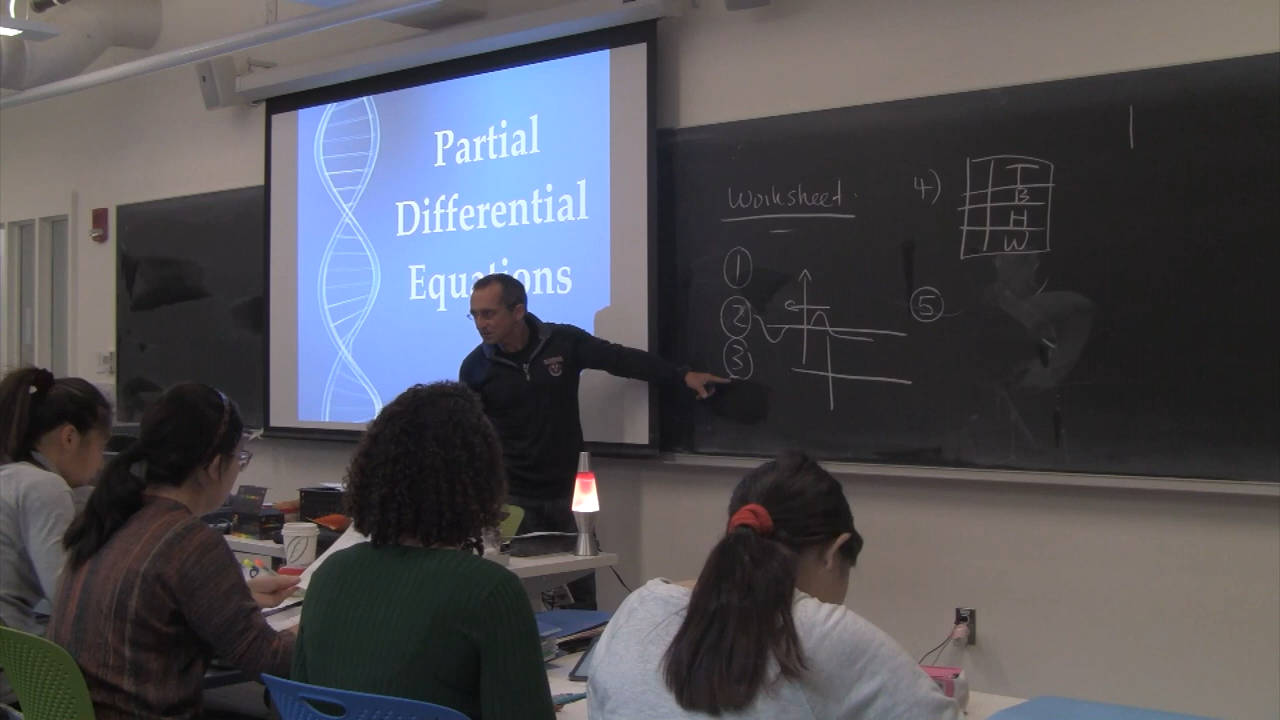 Partial
Differential
Equations
Worksheet.
1
2
3
4)
T
B
H
W
5